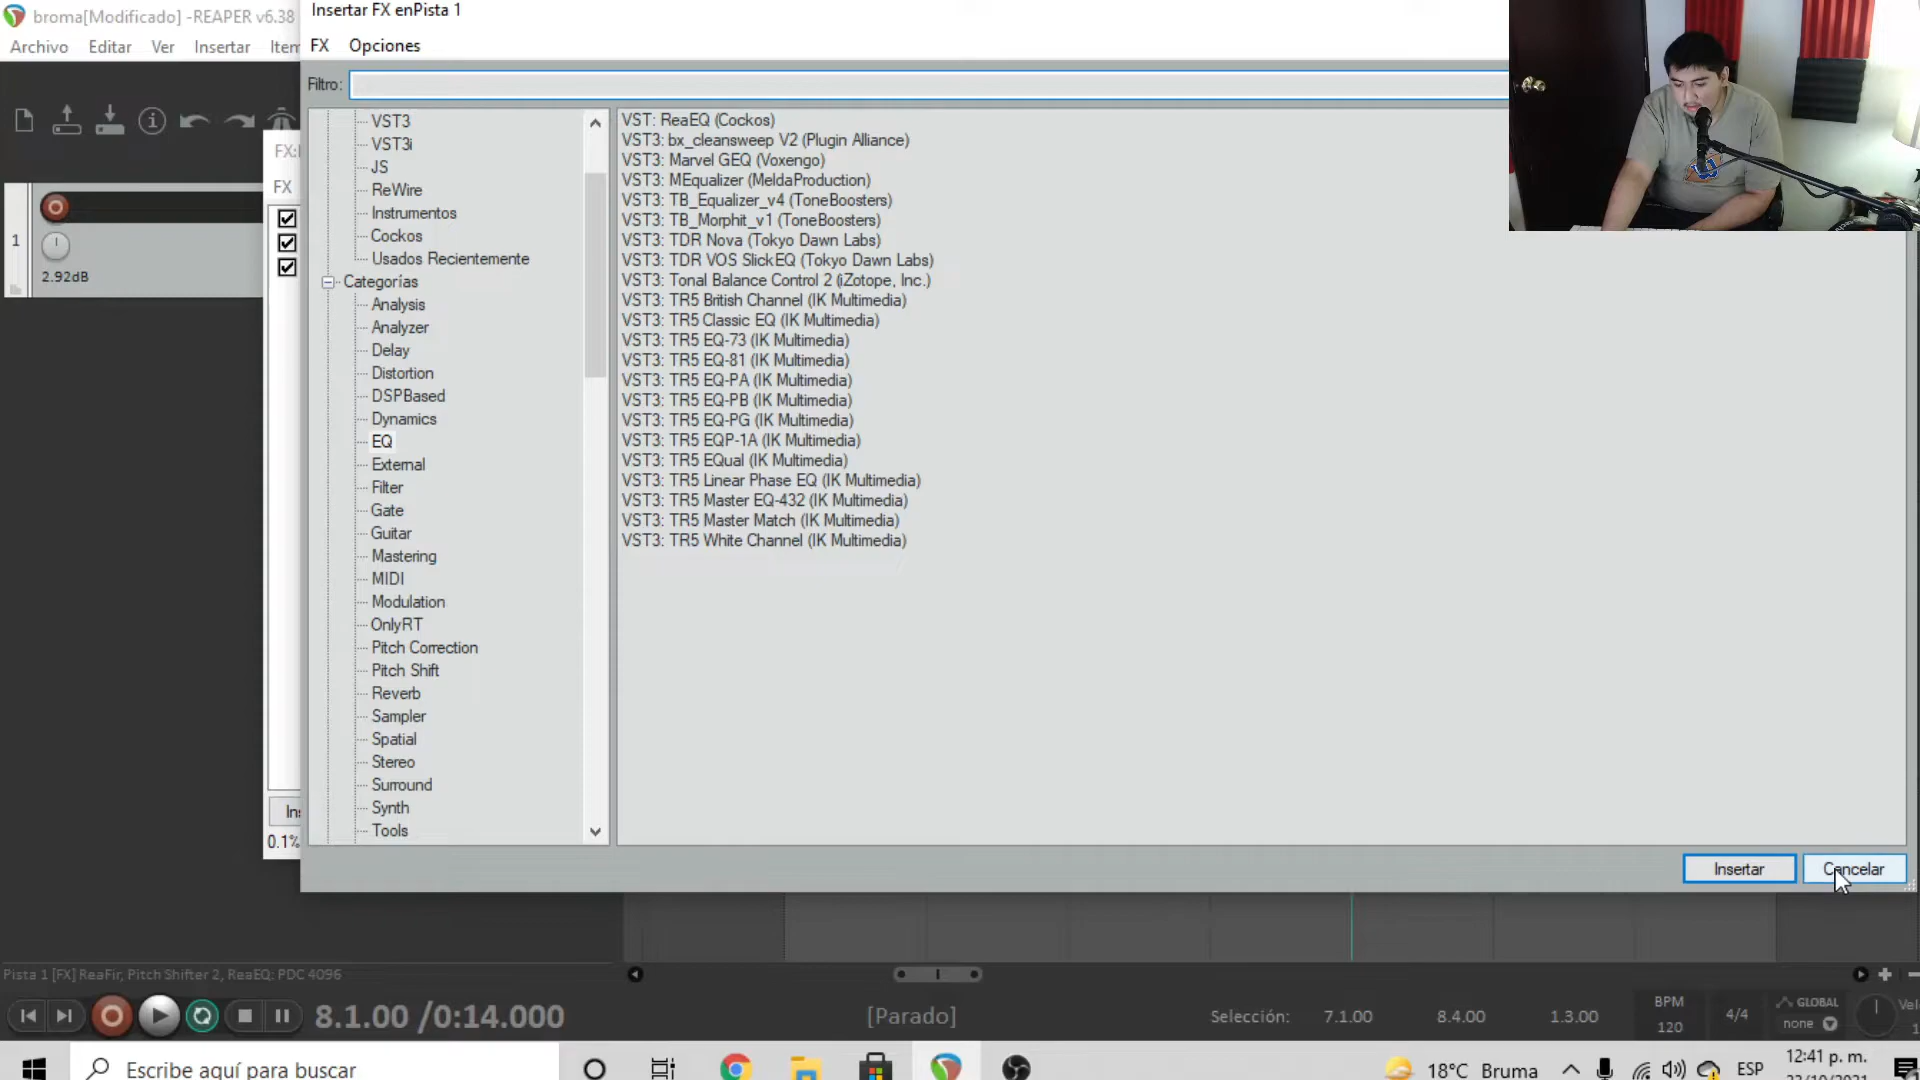 broma[Modificado] -REAPER v6.38
Archivo Editar Ver Insertar Item
Insertar FX enPista 1
FX Opciones
Filtro:
FX:
FX
1
2.92dB
VST3
VST3i
JS
ReWire
Instrumentos
Cockos
Usados Recientemente
Categorías
Analysis
Analyzer
Delay
Distortion
DSPBased
Dynamics
EQ
External
Filter
Gate
Guitar
Mastering
MIDI
Modulation
OnlyRT
Pitch Correction
Pitch Shift
Reverb
Sampler
Spatial
Stereo
Surround
Synth
Tools
VST: ReaEQ (Cockos)
VST3: bx_cleansweep V2 (Plugin Alliance)
VST3: Marvel GEQ (Voxengo)
VST3: MEqualizer (MeldaProduction)
VST3: TB_Equalizer_v4 (ToneBoosters)
VST3: TB_Morphit_v1 (ToneBoosters)
VST3: TDR Nova (Tokyo Dawn Labs)
VST3: TDR VOS SlickEQ (Tokyo Dawn Labs)
VST3: Tonal Balance Control 2 (iZotope, Inc.)
VST3: TR5 British Channel (IK Multimedia)
VST3: TR5 Classic EQ (IK Multimedia)
VST3: TR5 EQ-73 (IK Multimedia)
VST3: TR5 EQ-81 (IK Multimedia)
VST3: TR5 EQ-PA (IK Multimedia)
VST3: TR5 EQ-PB (IK Multimedia)
VST3: TR5 EQ-PG (IK Multimedia)
VST3: TR5 EQP-1A (IK Multimedia)
VST3: TR5 EQual (IK Multimedia)
VST3: TR5 Linear Phase EQ (IK Multimedia)
VST3: TR5 Master EQ-432 (IK Multimedia)
VST3: TR5 Master Match (IK Multimedia)
VST3: TR5 White Channel (IK Multimedia)
Ins
0.1%
Insertar Cancelar
Pista 1 [FX] ReaFir, Pitch Shifter 2, ReaEQ: PDC 4096
8.1.00 /0:14.000 [Parado] Selección: 7.1.00 8.4.00 1.3.00
BPM
120
4/4
GLOBAL
none
Vel
Escribe aquí para buscar
18°C Bruma ESP
12:41 p. m.